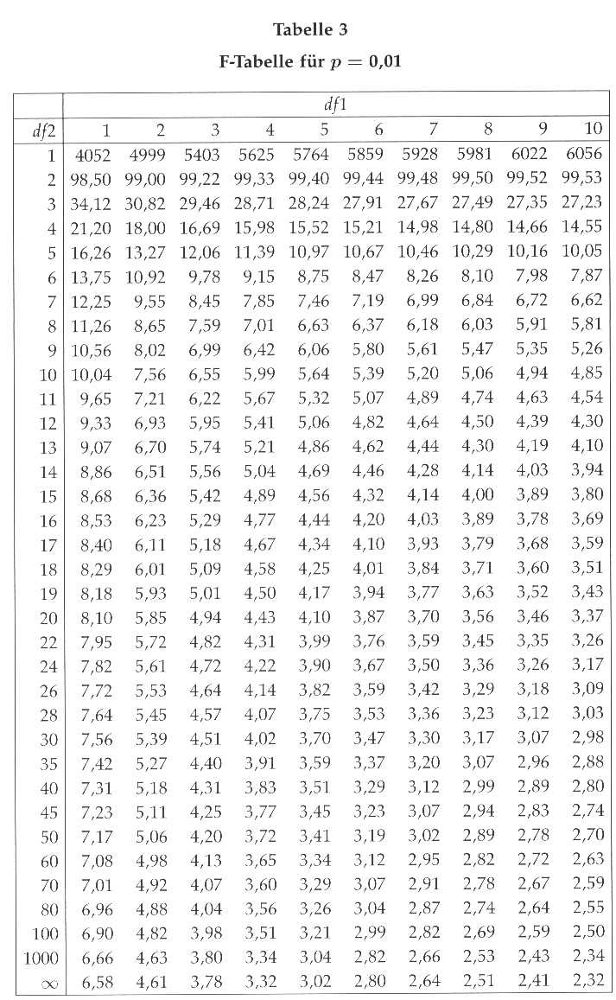 Tabelle 3
F-Tabelle für p = 0,01
df1
df2 1 2 3 4 5 6 7 8 9 10
1 4052 4999 5403 5625 5764 5859 5928 5981 6022 6056
2 98,50 99,00 99,22 99,33 99,40 99,44 99,48 99,50 99,52 99,53
3 34,12 30,82 29,46 28,71 28,24 27,91 27,67 27,49 27,35 27,23
4 21,20 18,00 16,69 15,98 15,52 15,21 14,98 14,80 14,66 14,55
5 16,26 13,27 12,06 11,39 10,97 10,67 10,46 10,29 10,16 10,05
6 13,75 10,92 9,78 9,15 8,75 8,47 8,26 8,10 7,98 7,87
7 12,25 9,55 8,45 7,85 7,46 7,19 6,99 6,84 6,72 6,62
8 11,26 8,65 7,59 7,01 6,63 6,37 6,18 6,03 5,91 5,81
9 10,56 8,02 6,99 6,42 6,06 5,80 5,61 5,47 5,35 5,26
10 10,04 7,56 6,55 5,99 5,64 5,39 5,20 5,06 4,94 4,85
11 9,65 7,21 6,22 5,67 5,32 5,07 4,89 4,74 4,63 4,54
12 9,33 6,93 5,95 5,41 5,06 4,82 4,64 4,50 4,39 4,30
13 9,07 6,70 5,74 5,21 4,86 4,62 4,44 4,30 4,19 4,10
14 8,86 6,51 5,56 5,04 4,69 4,46 4,28 4,14 4,03 3,94
15 8,68 6,36 5,42 4,89 4,56 4,32 4,14 4,00 3,89 3,80
16 8,53 6,23 5,29 4,77 4,44 4,20 4,03 3,89 3,78 3,69
17 8,40 6,11 5,18 4,67 4,34 4,10 3,93 3,79 3,68 3,59
18 8,29 6,01 5,09 4,58 4,25 4,01 3,84 3,71 3,60 3,51
19 8,18 5,93 5,01 4,50 4,17 3,94 3,77 3,63 3,52 3,43
20 8,10 5,85 4,94 4,43 4,10 3,87 3,70 3,56 3,46 3,37
22 7,95 5,72 4,82 4,31 3,99 3,76 3,59 3,45 3,35 3,26
24 7,82 5,61 4,72 4,22 3,90 3,67 3,50 3,36 3,26 3,17
26 7,72 5,53 4,64 4,14 3,82 3,59 3,42 3,29 3,18 3,09
28 7,64 5,45 4,57 4,07 3,75 3,53 3,36 3,23 3,12 3,03
30 7,56 5,39 4,51 4,02 3,70 3,47 3,30 3,17 3,07 2,98
35 7,42 5,27 4,40 3,91 3,59 3,37 3,20 3,07 2,96 2,88
40 7,31 5,18 4,31 3,83 3,51 3,29 3,12 2,99 2,89 2,80
45 7,23 5,11 4,25 3,77 3,45 3,23 3,07 2,94 2,83 2,74
50 7,17 5,06 4,20 3,72 3,41 3,19 3,02 2,89 2,78 2,70
60 7,08 4,98 4,13 3,65 3,34 3,12 2,95 2,82 2,72 2,63
70 7,01 4,92 4,07 3,60 3,29 3,07 2,91 2,78 2,67 2,59
80 6,96 4,88 4,04 3,56 3,26 3,04 2,87 2,74 2,64 2,55
100 6,90 4,82 3,98 3,51 3,21 2,99 2,82 2,69 2,59 2,50
1000 6,66 4,63 3,80 3,34 3,04 2,82 2,66 2,53 2,43 2,34
∞ 6,58 4,61 3,78 3,32 3,02 2,80 2,64 2,51 2,41 2,32